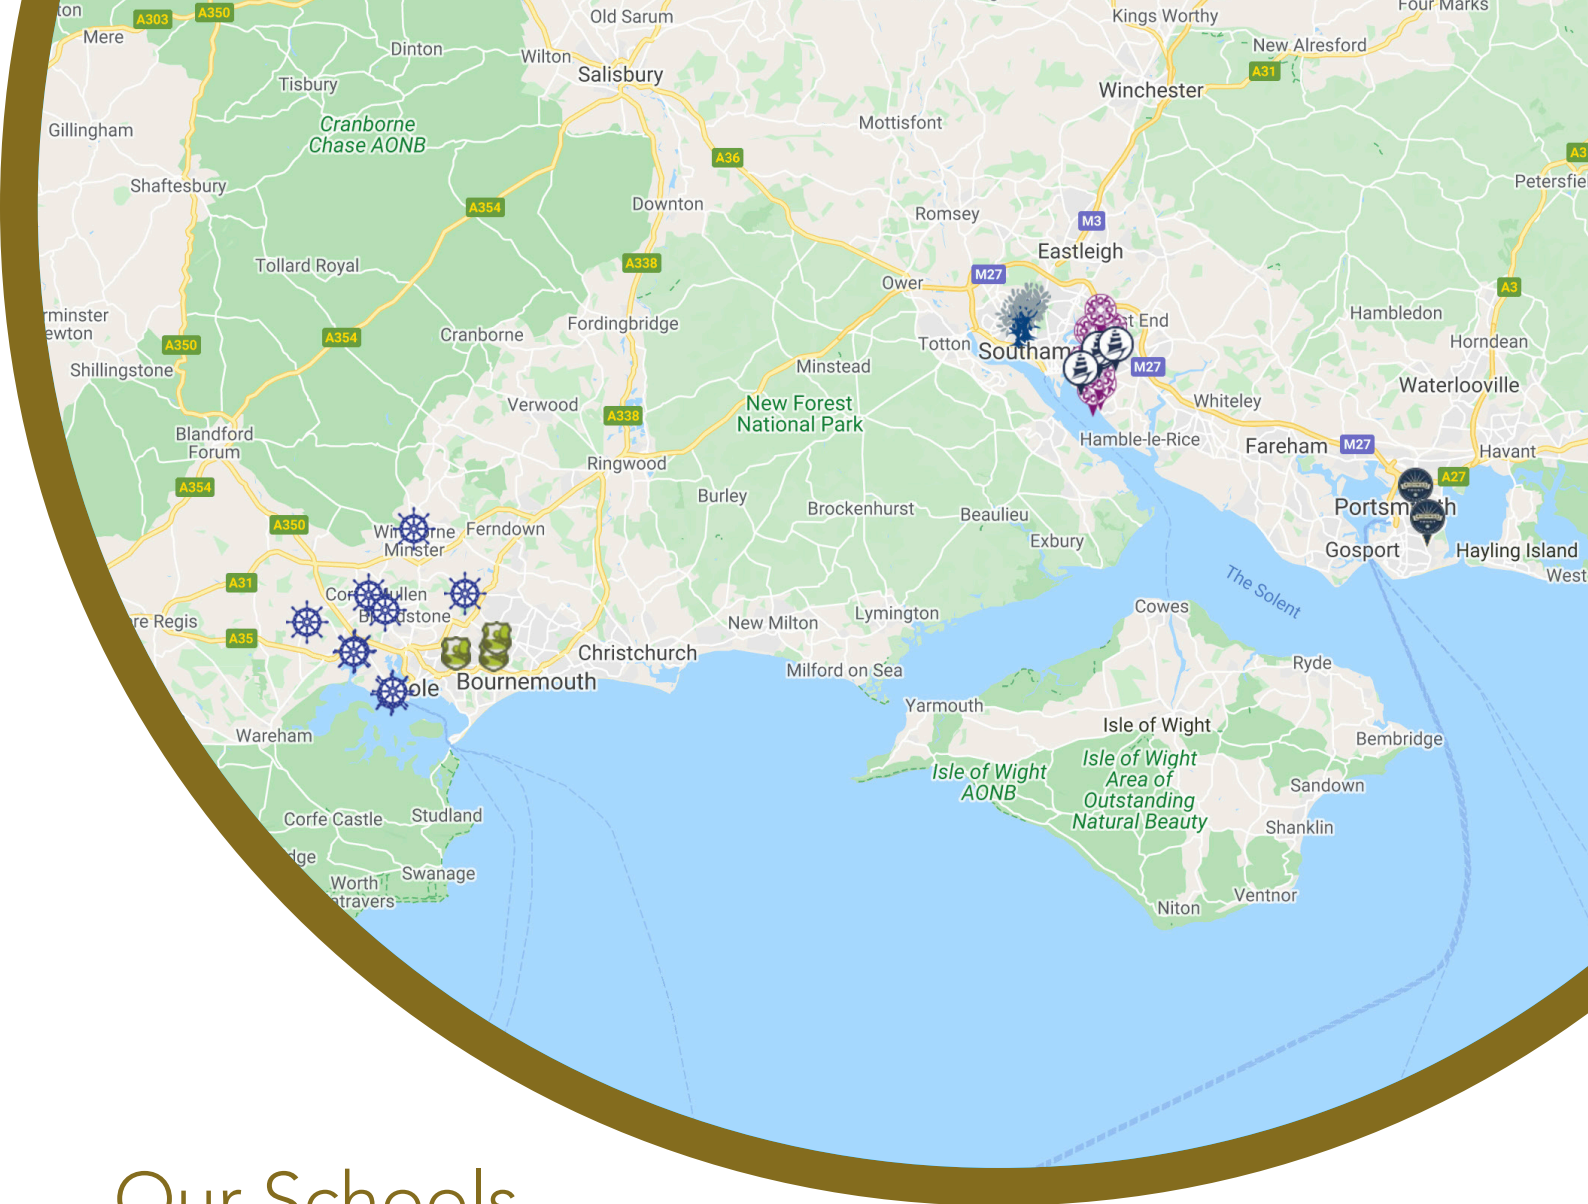 A303
A350
Mere
Old Sarum
Kings Worthy
Dinton
Wilton
New Alresford
Salisbury
A31
Tisbury
Winchester
Cranborne
Chase AONB
Gillingham
Mottisfont
A36
Shaftesbury
A354
Downton
Romsey
M3
Eastleigh
Tollard Royal
A338
M27
Ower
A3
Fordingbridge
Cranborne
Hambledon
A350
A354
Totton
Horndean
Shillingstone
Minstead
M27
Waterlooville
Verwood
New Forest
National Park
A338
Whiteley
Blandford
Forum
Hamble-le-Rice
Fareham
M27
Havant
Ringwood
A27
A354
Burley
Brockenhurst
Beaulieu
A350
Ferndown
Minster
Exbury
Gosport
Hayling Island
West
The Solent
A31
Cowes
Lymington
New Milton
A35
Christchurch
Milford on Sea
Ryde
Bournemouth
Yarmouth
Isle of Wight
Wareham
Bembridge
Isle of Wight
AONB
Isle of Wight
Area of
Outstanding
Natural Beauty
Sandown
Corfe Castle
Studland
Shanklin
Swanage
Worth
Ventnor
Niton
Our Schools